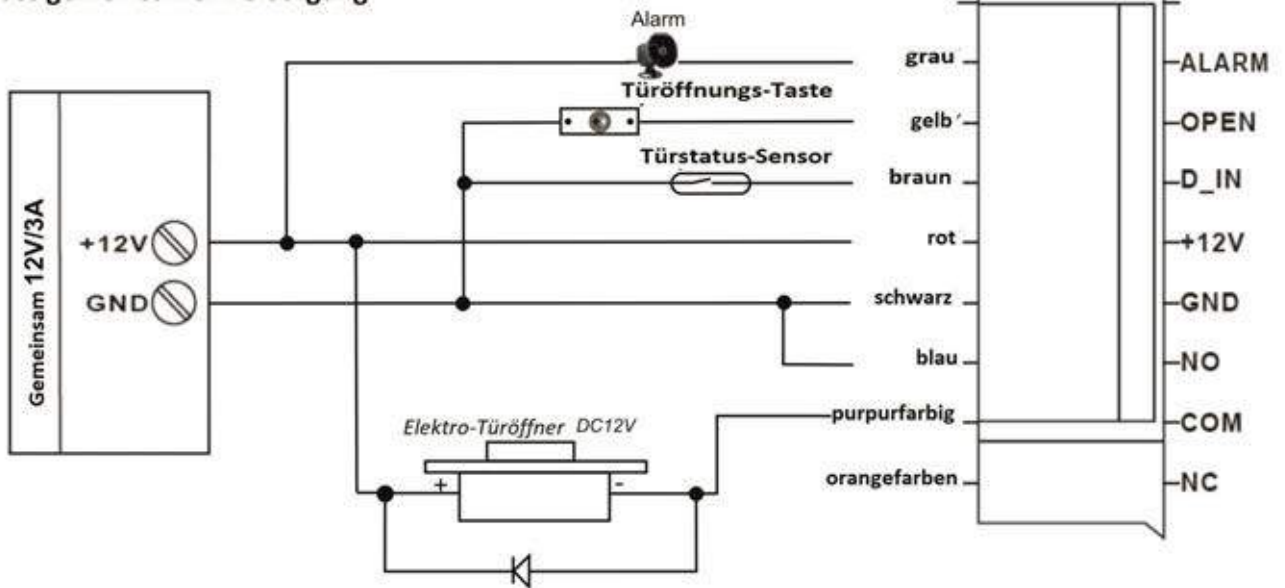 Alarm
grau
ALARM
Türöffnungs-Taste
gelb
OPEN
Türstatus-Sensor
braun
D_IN
Gemeinsam 12V/3A
+12V
rot
+12V
GND
schwarz
GND
blau
NO
purpurfarbig
COM
Elektro-Türöffner DC12V
+ -
orangefarben
NC